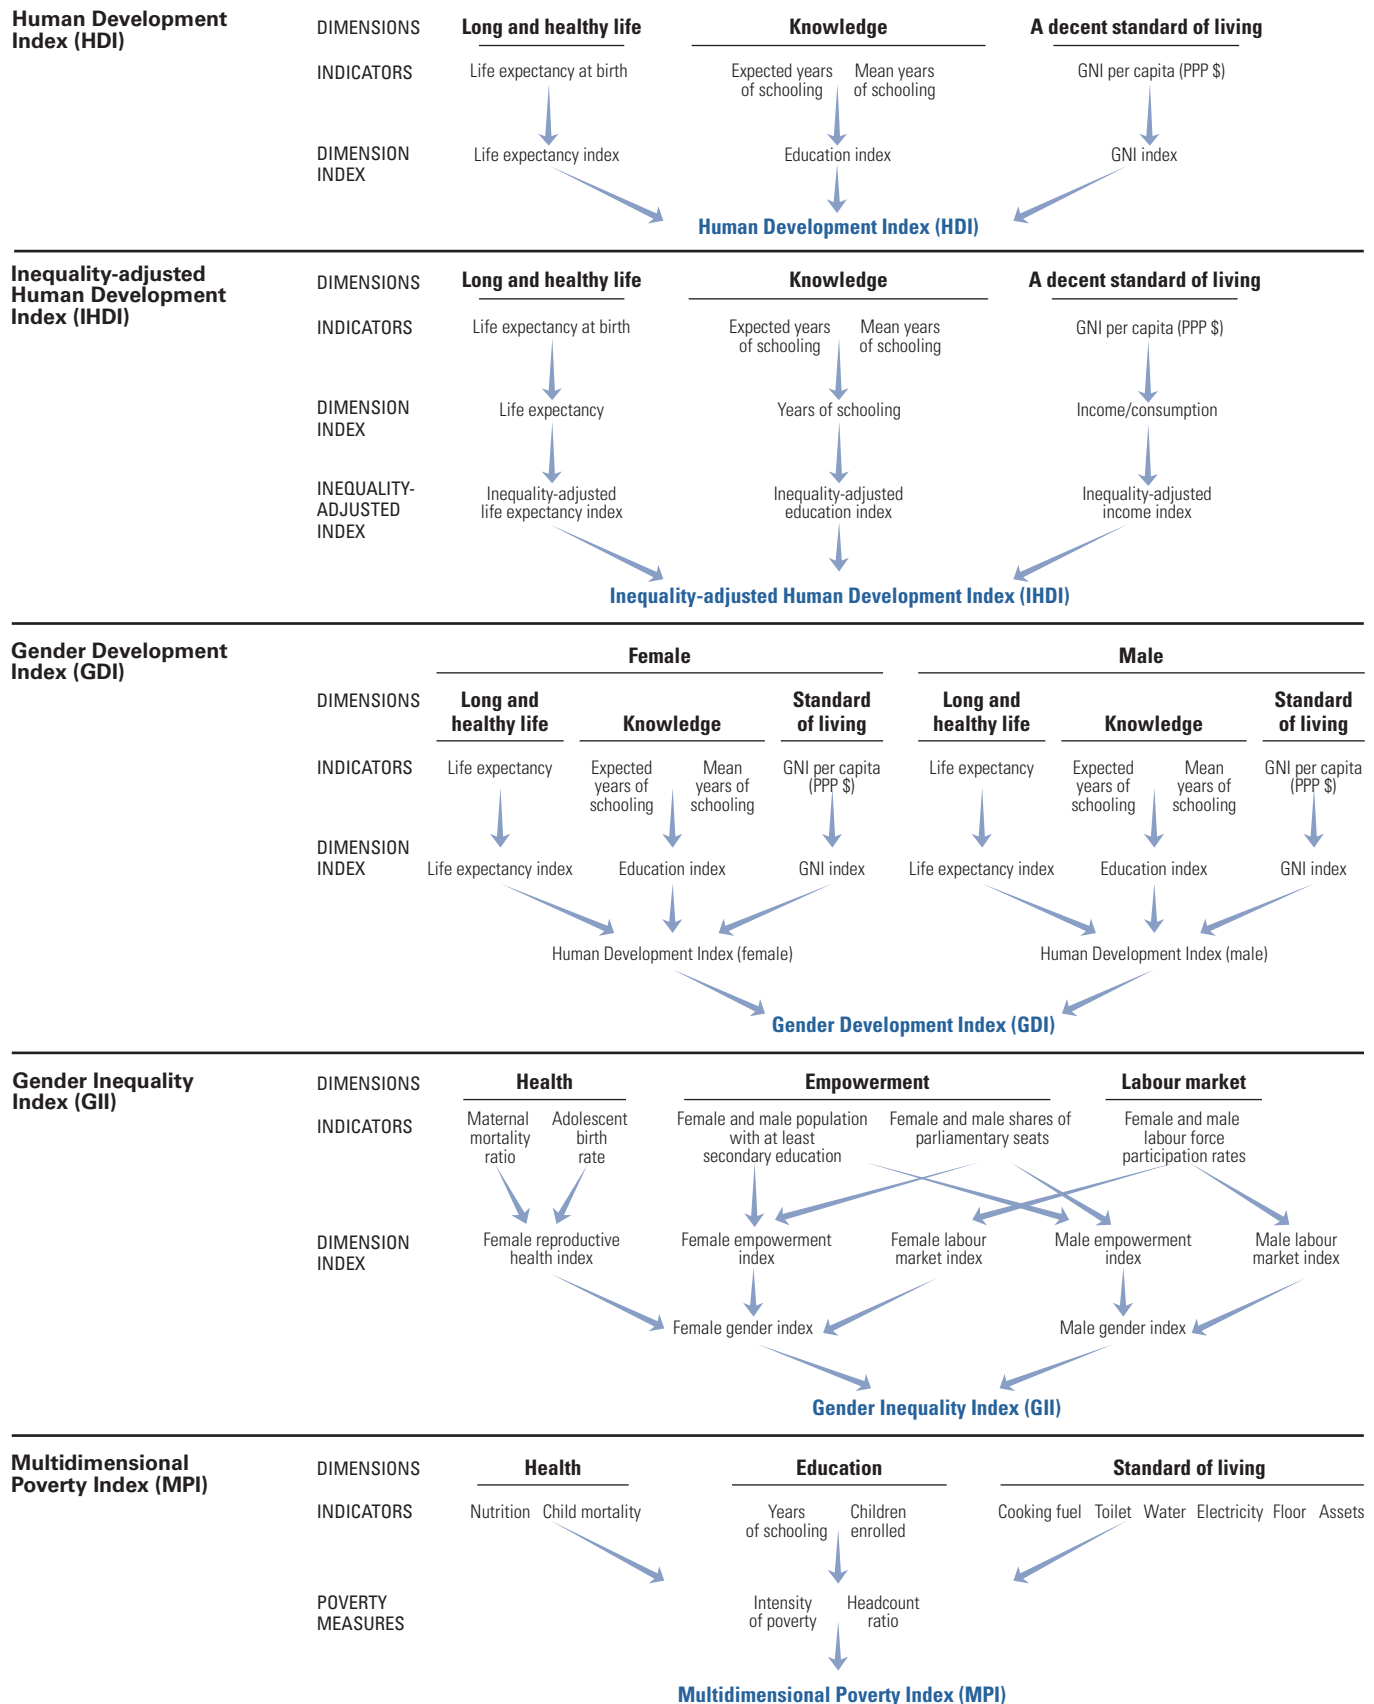 Human Development
Index (HDI)
DIMENSIONS
Long and healthy life
Knowledge
A decent standard of living
INDICATORS
Life expectancy at birth
Expected years
of schooling
Mean years
of schooling
GNI per capita (PPP $)
DIMENSION
INDEX
Life expectancy index
Education index
GNI index
Human Development Index (HDI)
Inequality-adjusted
Human Development
Index (IHDI)
DIMENSIONS
Long and healthy life
Knowledge
A decent standard of living
INDICATORS
Life expectancy at birth
Expected years
of schooling
Mean years
of schooling
GNI per capita (PPP $)
DIMENSION
INDEX
Life expectancy
Years of schooling
Income/consumption
INEQUALITY-
ADJUSTED
INDEX
Inequality-adjusted
life expectancy index
Inequality-adjusted
education index
Inequality-adjusted
income index
Inequality-adjusted Human Development Index (IHDI)
Gender Development
Index (GDI)
Female
Male
DIMENSIONS
Long and
healthy life
Knowledge
Standard
of living
Long and
healthy life
Knowledge
Standard
of living
INDICATORS
Life expectancy
Expected
years of
schooling
Mean
years of
schooling
GNI per capita
(PPP $)
Life expectancy
Expected
years of
schooling
Mean
years of
schooling
GNI per capita
(PPP $)
DIMENSION
INDEX
Life expectancy index
Education index
GNI index
Life expectancy index
Education index
GNI index
Human Development Index (female)
Human Development Index (male)
Gender Development Index (GDI)
Gender Inequality
Index (GII)
DIMENSIONS
Health
Empowerment
Labour market
INDICATORS
Maternal
mortality
ratio
Adolescent
birth
rate
Female and male population
with at least
secondary education
Female and male shares of
parliamentary seats
Female and male
labour force
participation rates
DIMENSION
INDEX
Female reproductive
health index
Female empowerment
index
Female labour
market index
Male empowerment
index
Male labour
market index
Female gender index
Male gender index
Gender Inequality Index (GII)
Multidimensional
Poverty Index (MPI)
DIMENSIONS
Health
Education
Standard of living
INDICATORS
Nutrition
Child mortality
Years
of schooling
Children
enrolled
Cooking fuel
Toilet
Water
Electricity
Floor
Assets
POVERTY
MEASURES
Intensity
of poverty
Headcount
ratio
Multidimensional Poverty Index (MPI)